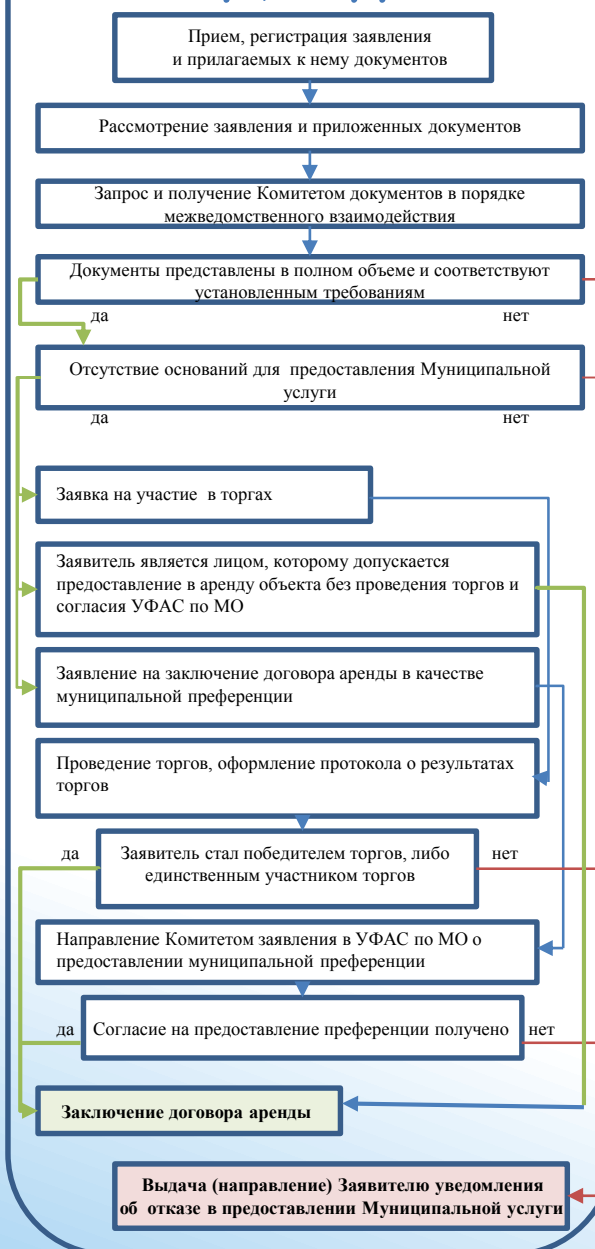 Прием, регистрация заявления
и прилагаемых к нему документов
Рассмотрение заявления и приложенных документов
Запрос и получение Комитетом документов в порядке
межведомственного взаимодействия
Документы представлены в полном объеме и соответствуют
установленным требованиям
да нет
Отсутствие оснований для предоставления Муниципальной
услуги
да нет
Заявка на участие в торгах
Заявитель является лицом, которому допускается
предоставление в аренду объекта без проведения торгов и
согласия УФАС по МО
Заявление на заключение договора аренды в качестве
муниципальной преференции
Проведение торгов, оформление протокола о результатах
торгов
да Заявитель стал победителем торгов, либо нет
единственным участником торгов
Направление Комитетом заявления в УФАС по МО о
предоставлении муниципальной преференции
да Согласие на предоставление преференции получено нет
Заключение договора аренды
Выдача (направление) Заявителю уведомления
об отказе в предоставлении Муниципальной услуги